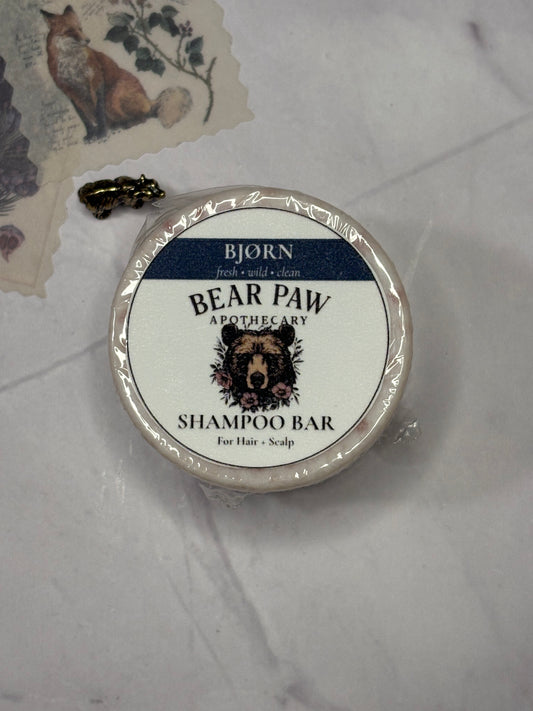 BJØRN
fresh • wild • clean
BEAR PAW
APOTHECARY
SHAMPOO BAR
For Hair + Scalp